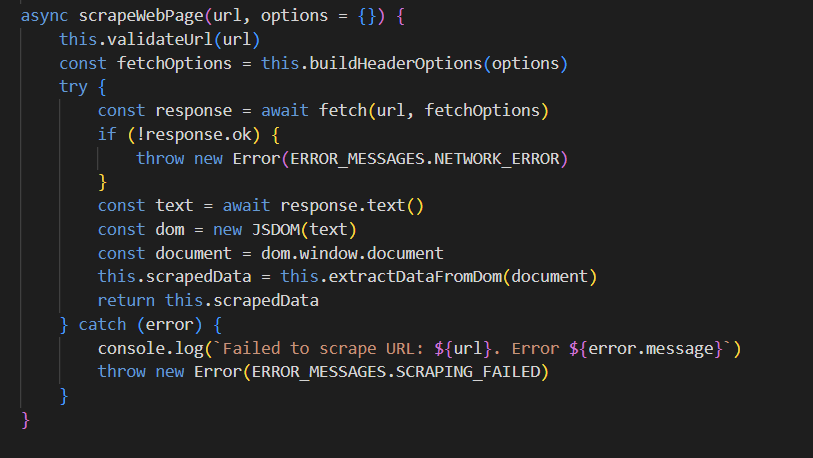 async scrapeWebPage(url, options = {}) {
this.validateUrl(url)
const fetchOptions = this.buildHeaderOptions(options)
try {
const response = await fetch(url, fetchOptions)
if (!response.ok) {
throw new Error(ERROR_MESSAGES.NETWORK_ERROR)
}
const text = await response.text()
const dom = new JSDOM(text)
const document = dom.window.document
this.scrapedData = this.extractDataFromDom(document)
return this.scrapedData
} catch (error) {
console.log(`Failed to scrape URL: ${url}. Error ${error.message}`)
throw new Error(ERROR_MESSAGES.SCRAPING_FAILED)
}
}